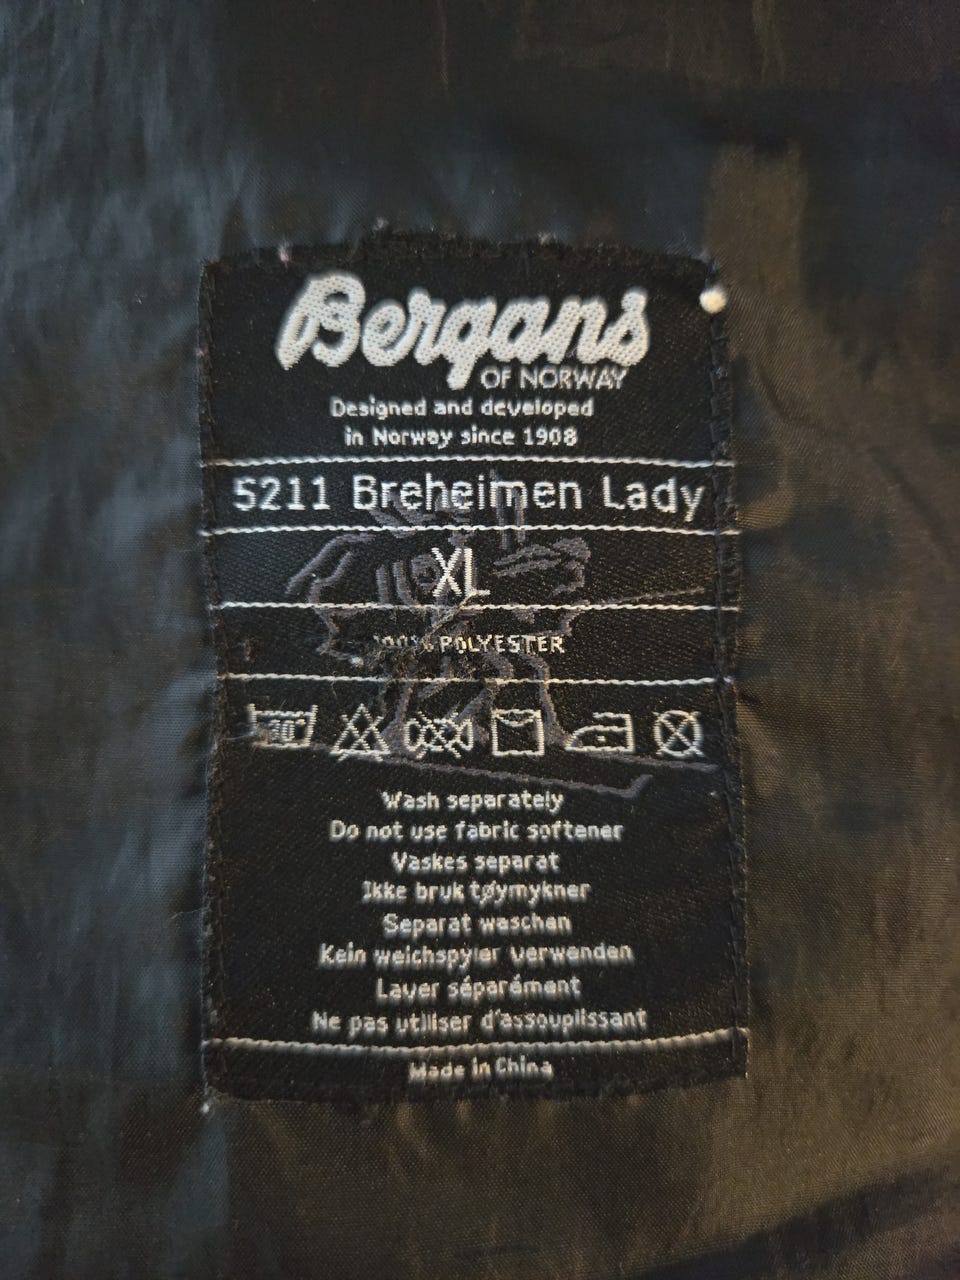 Bergans
OF NORWAY
Designed and developed
in Norway since 1908
5211 Breheimen Lady
XL
100% POLYESTER
30°
Wash separately
Do not use fabric softener
Vaskes separat
Ikke bruk tøymykner
Separat waschen
Kein weichspyler verwenden
Laver séparément
Ne pas utiliser d'assouplissant
Made in China